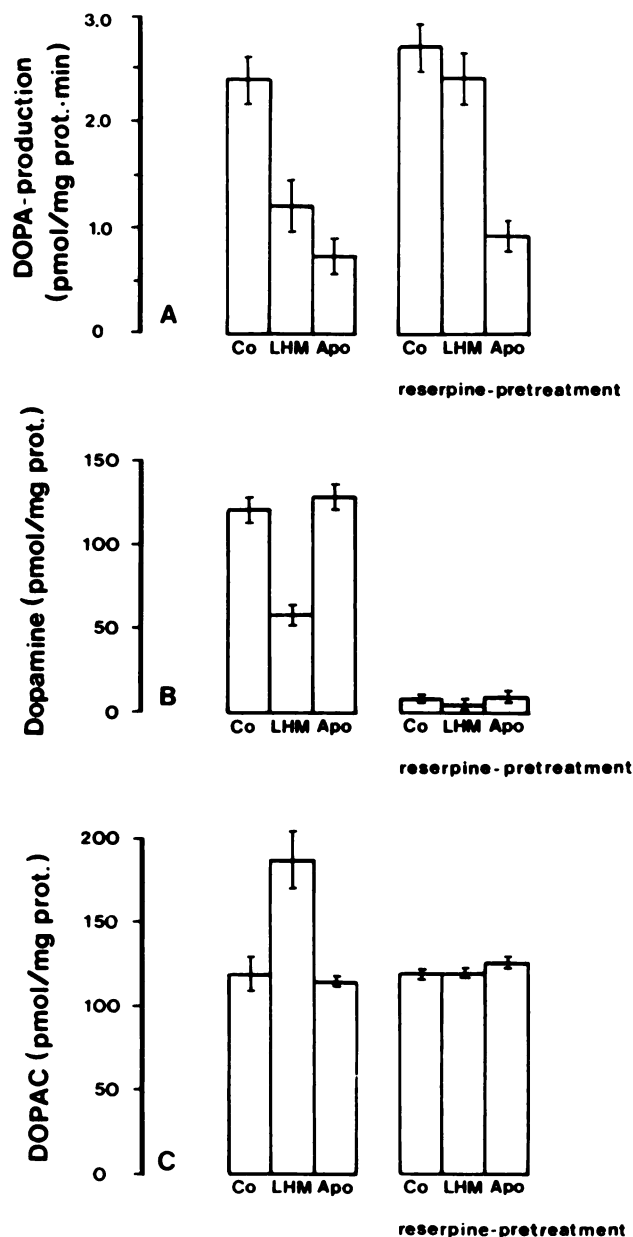 DOPA-production
(pmol/mg prot.·min)
3.0
2.0
1.0
0
A
Co LHM Apo
Co LHM Apo
reserpine-pretreatment
Dopamine (pmol/mg prot.)
150
100
50
0
B
Co LHM Apo
Co LHM Apo
reserpine-pretreatment
DOPAC (pmol/mg prot.)
200
150
100
50
0
C
Co LHM Apo
Co LHM Apo
reserpine-pretreatment